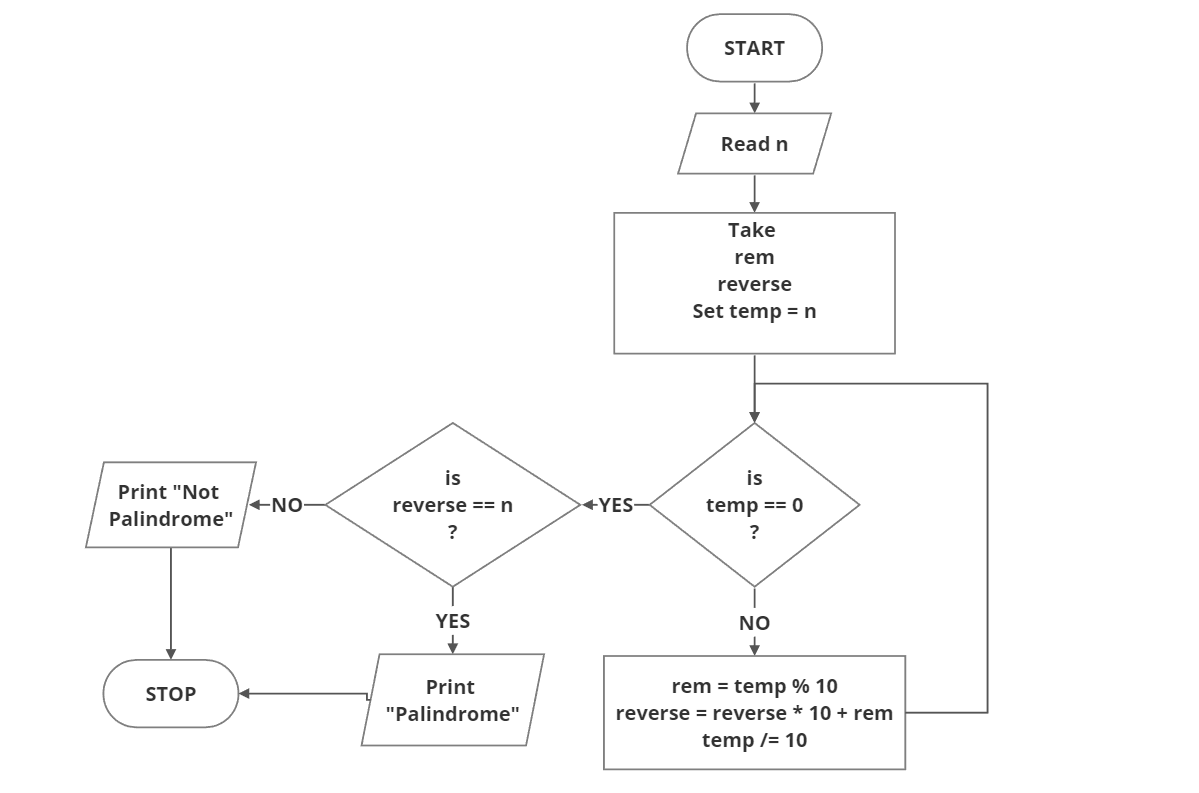 START
Read n
Take
rem
reverse
Set temp = n
is
temp == 0
?
YES
NO
rem = temp % 10
reverse = reverse * 10 + rem
temp /= 10
is
reverse == n
?
NO
YES
Print "Not
Palindrome"
Print
"Palindrome"
STOP